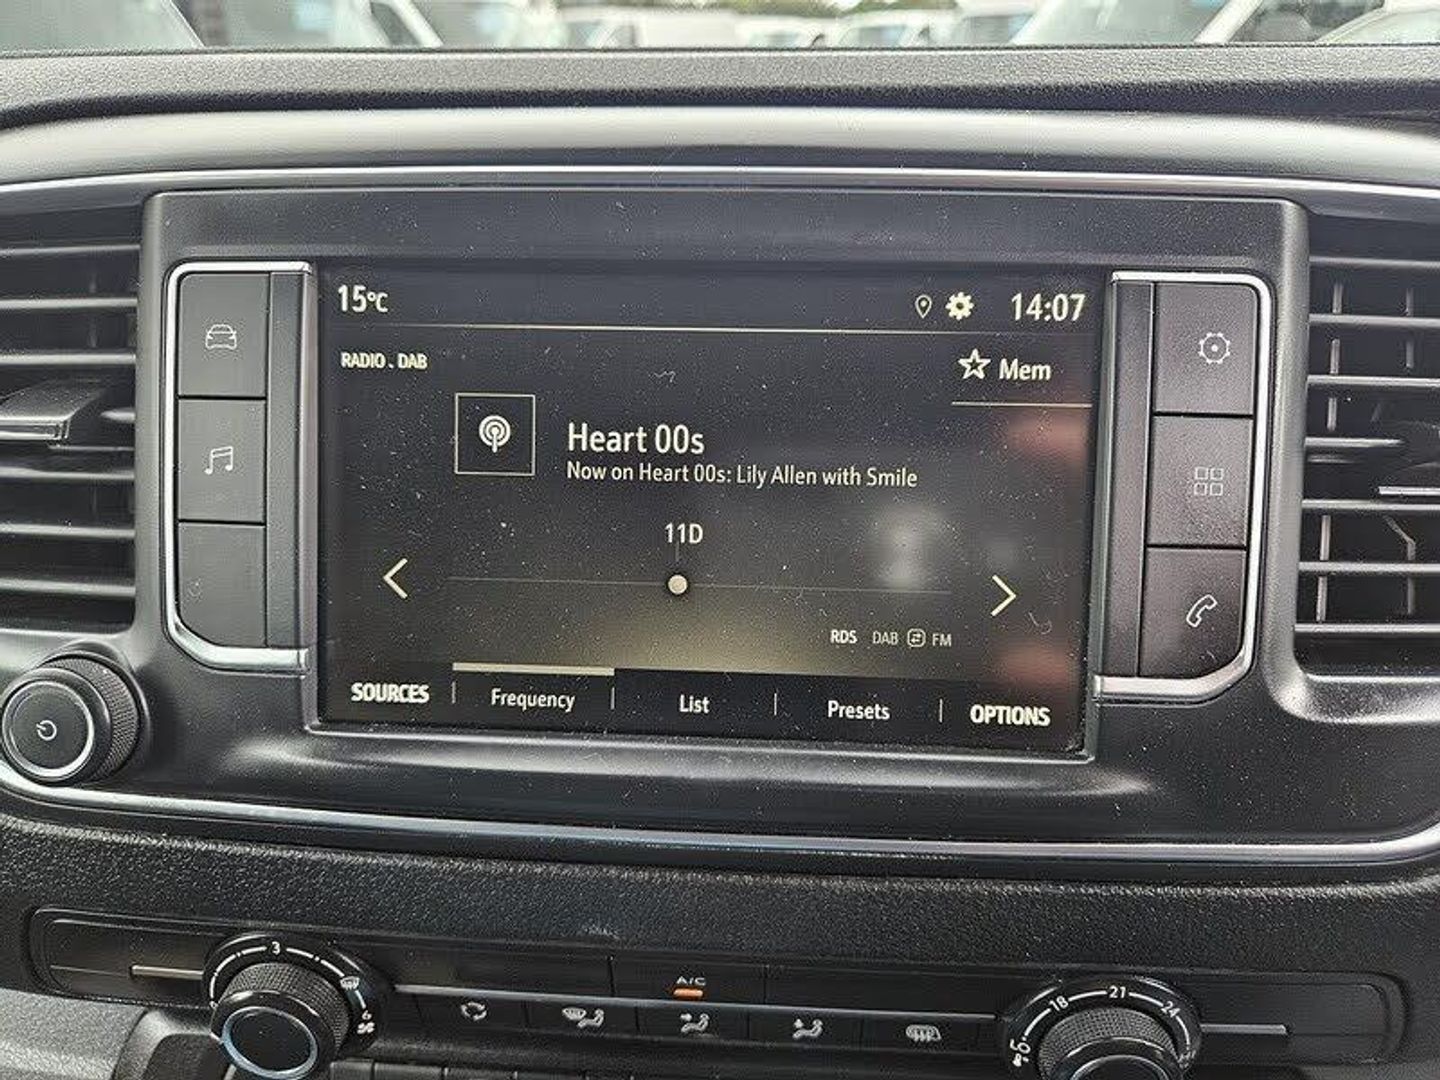 15°C 14:07
RADIO . DAB
Mem
Heart 00s
Now on Heart 00s: Lily Allen with Smile
11D
RDS DAB FM
SOURCES Frequency List Presets OPTIONS
A/C
3
6
18 21 24